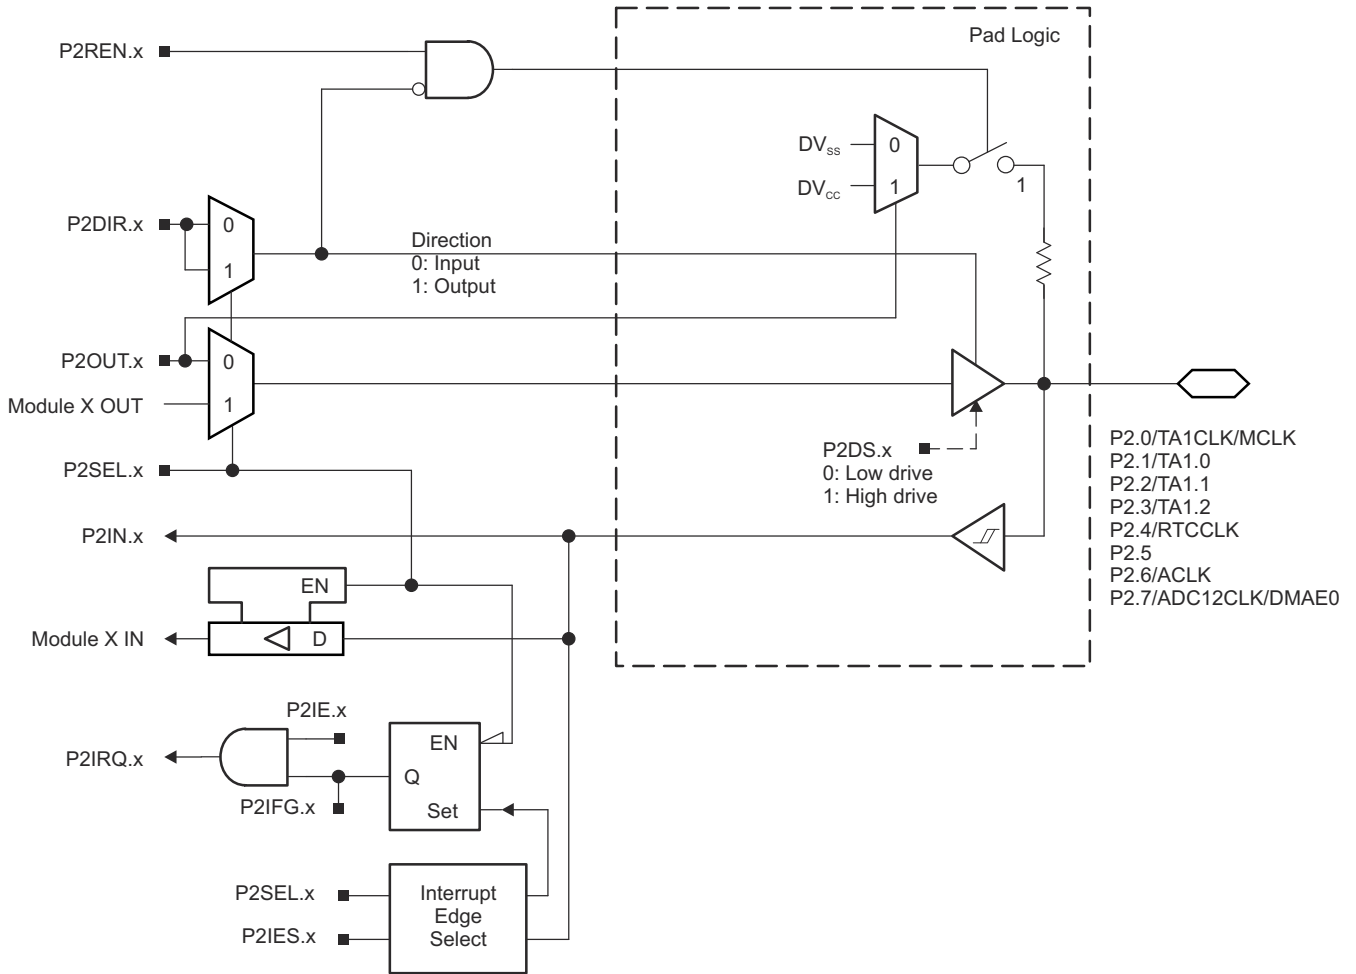 Pad Logic
P2REN.x
DVSS
0
DVCC
1
1
P2DIR.x
0
1
Direction
0: Input
1: Output
P2OUT.x
0
Module X OUT
1
P2SEL.x
P2DS.x
0: Low drive
1: High drive
P2.0/TA1CLK/MCLK
P2.1/TA1.0
P2.2/TA1.1
P2.3/TA1.2
P2.4/RTCCLK
P2.5
P2.6/ACLK
P2.7/ADC12CLK/DMAE0
P2IN.x
EN
Module X IN
D
P2IE.x
P2IRQ.x
EN
Q
P2IFG.x
Set
P2SEL.x
P2IES.x
Interrupt
Edge
Select